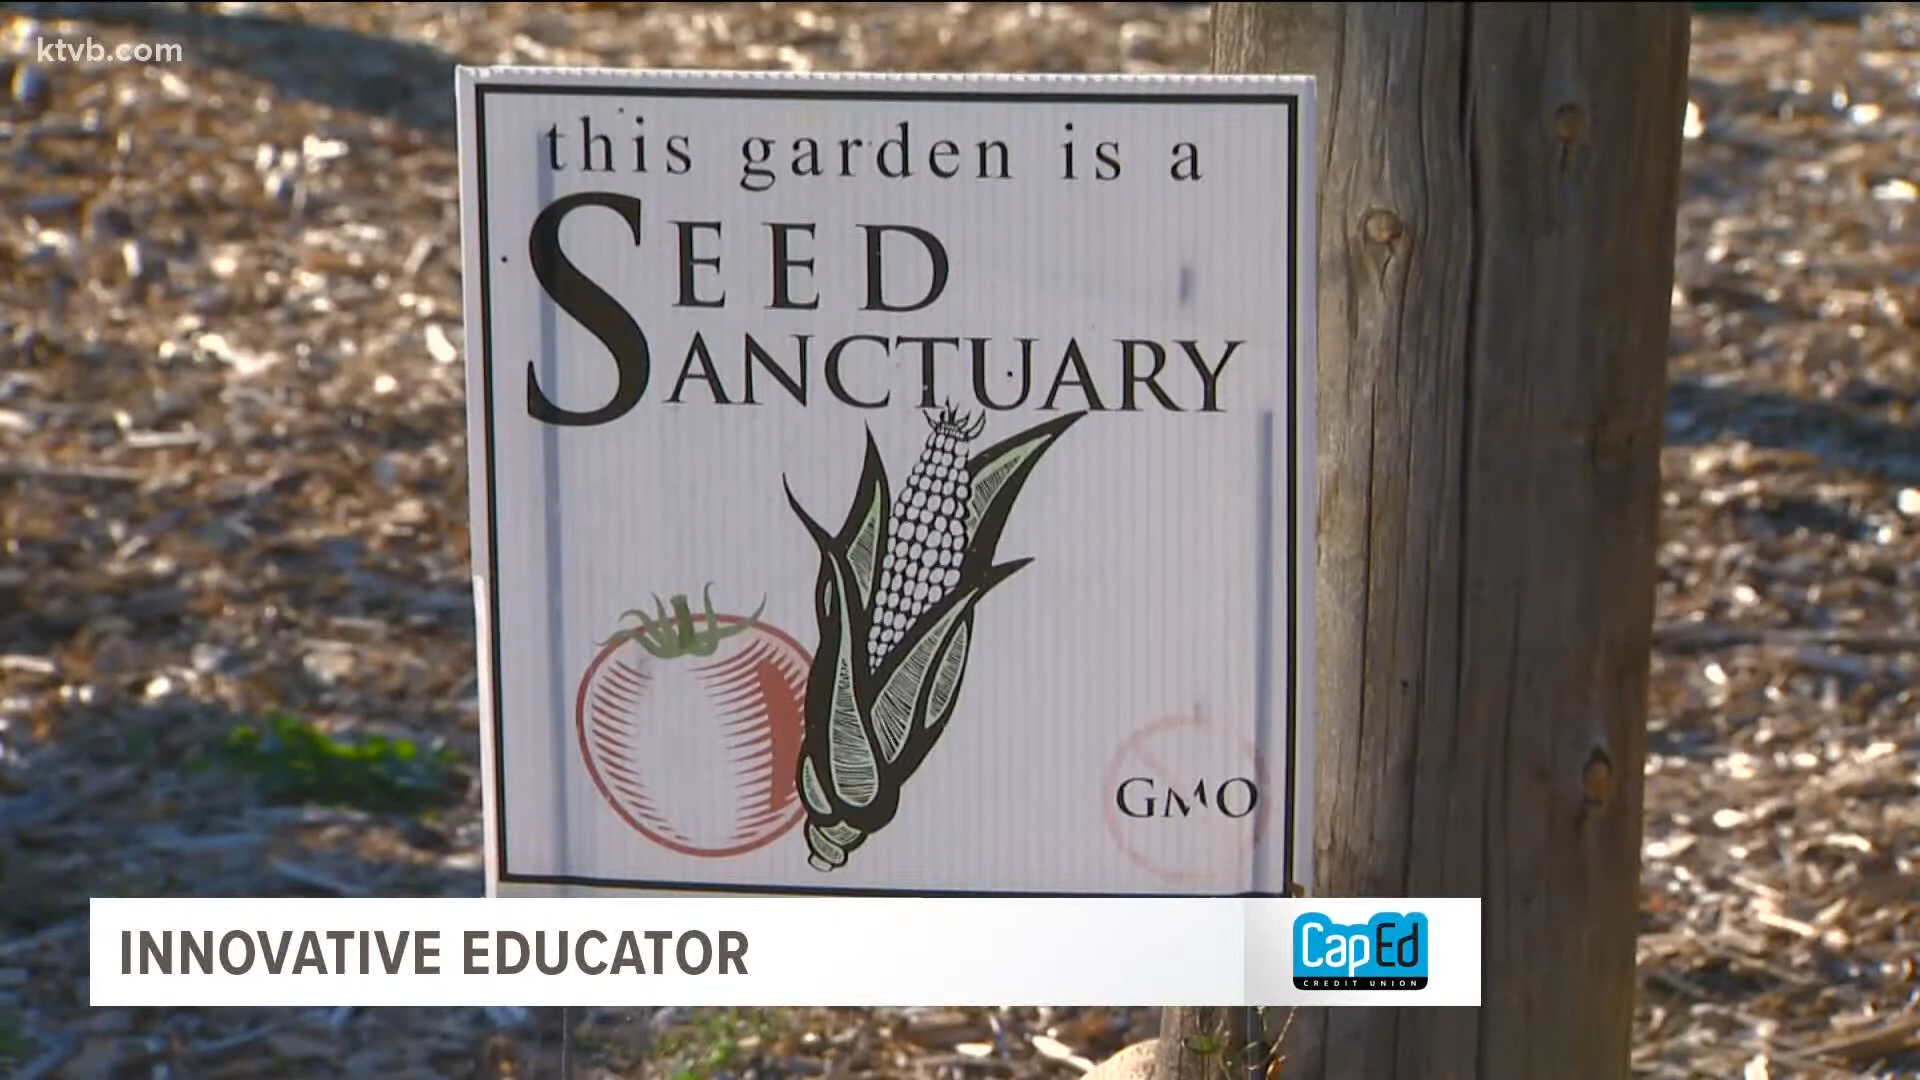 ktvb.com
this garden is a
SEED
SANCTUARY
GMO
INNOVATIVE EDUCATOR
CapEd
CREDIT UNION